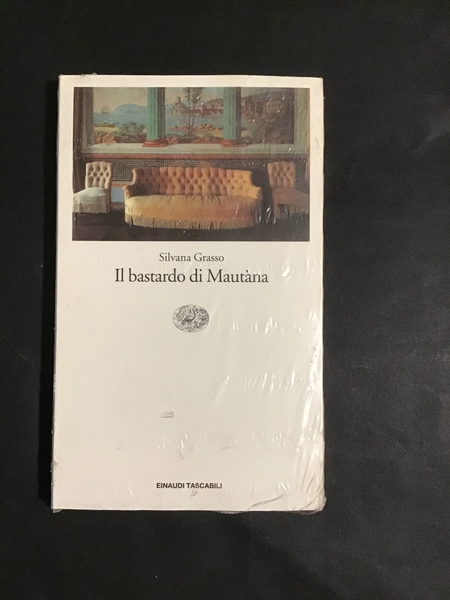 Silvana Grasso
Il bastardo di Mautàna
EINAUDI TASCABILI